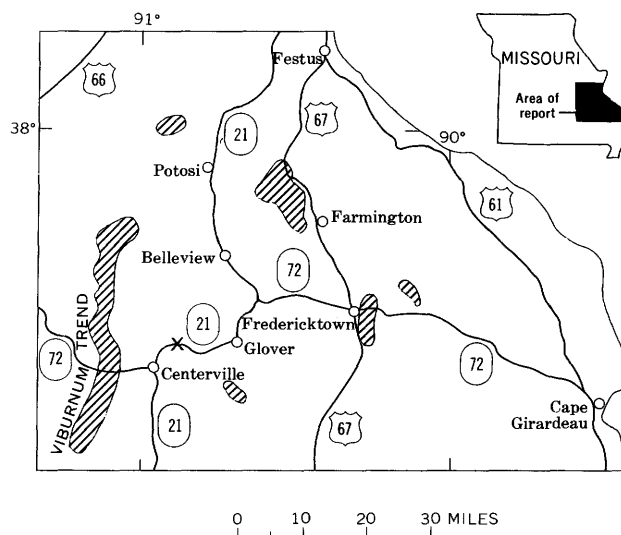 91°
Festus
MISSOURI
66
Area of
report
38°
21
67
90°
Potosi
61
Farmington
Belleview
72
VIBURNUM TREND
21
Fredericktown
72
Glover
72
Centerville
Cape
Girardeau
21
67
0 10 20 30 MILES